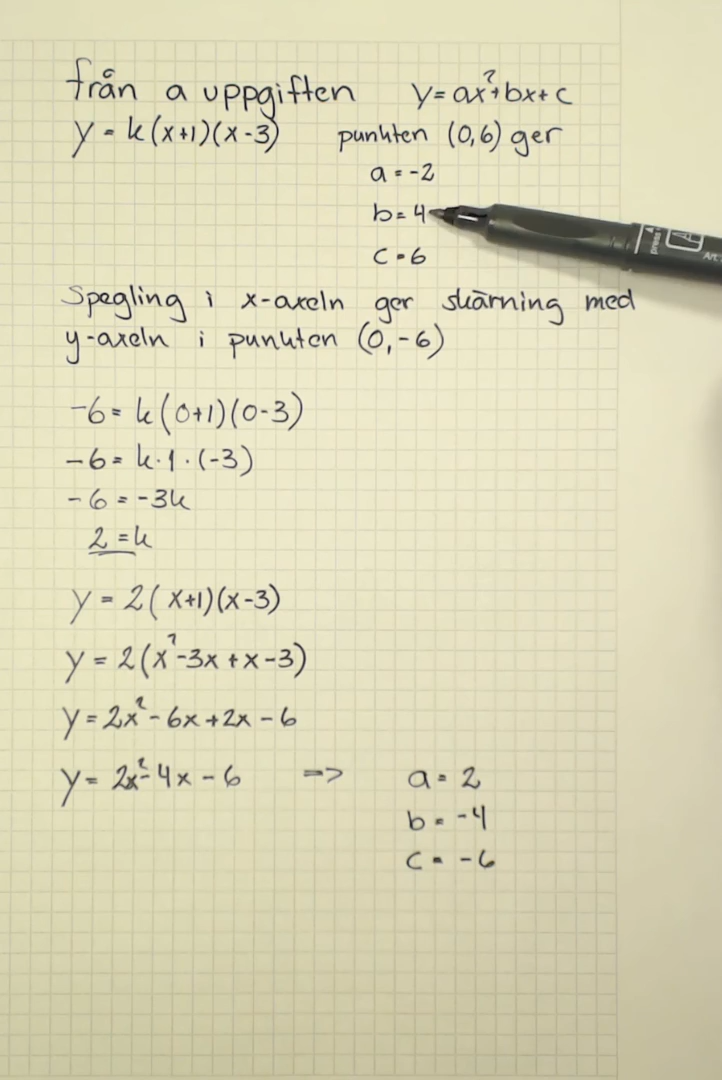 från a uppgiften y=ax²+bx+c
y=k(x+1)(x-3) punkten (0,6) ger
a=-2
b=4
c=6
Spegling i x-axeln ger skärning med
y-axeln i punkten (0,-6)
-6=k(0+1)(0-3)
-6=k·1·(-3)
-6=-3k
2=k
y=2(x+1)(x-3)
y=2(x²-3x+x-3)
y=2x²-6x+2x-6
y=2x²-4x-6 => a=2
b=-4
c=-6